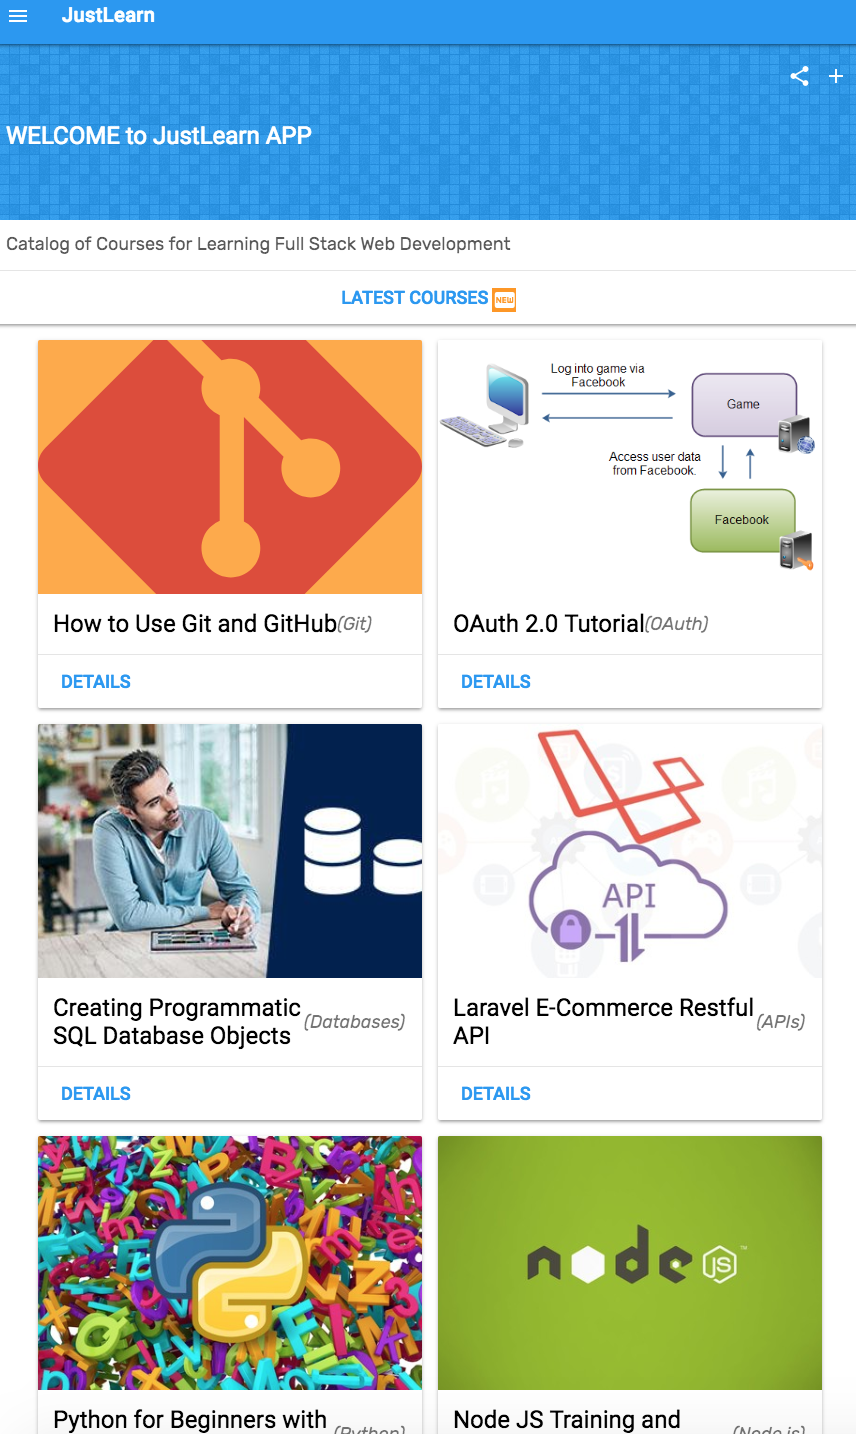 JustLearn
WELCOME to JustLearn APP
Catalog of Courses for Learning Full Stack Web Development
LATEST COURSES NEW
Log into game via
Facebook
Game
Access user data
from Facebook.
Facebook
How to Use Git and GitHub(Git)
OAuth 2.0 Tutorial(OAuth)
DETAILS
DETAILS
API
Creating Programmatic
SQL Database Objects
(Databases)
Laravel E-Commerce Restful
API
(APIs)
DETAILS
DETAILS
node
JS
™
Python for Beginners with
(Python)
Node JS Training and
(Node.js)